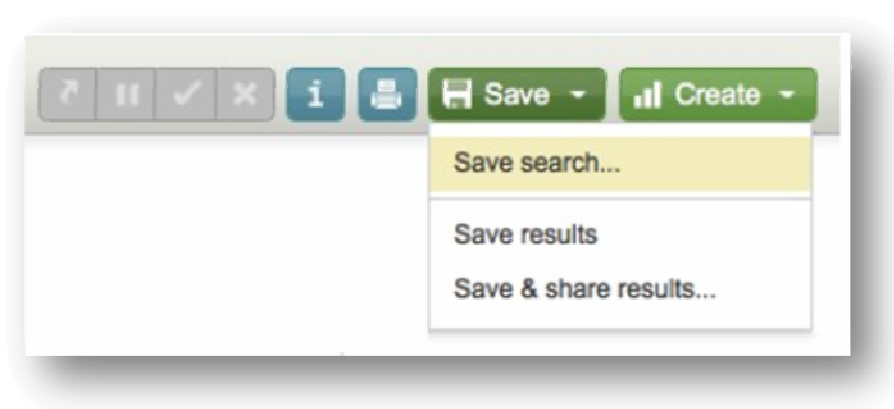 i
Save
Create
Save search...
Save results
Save & share results...